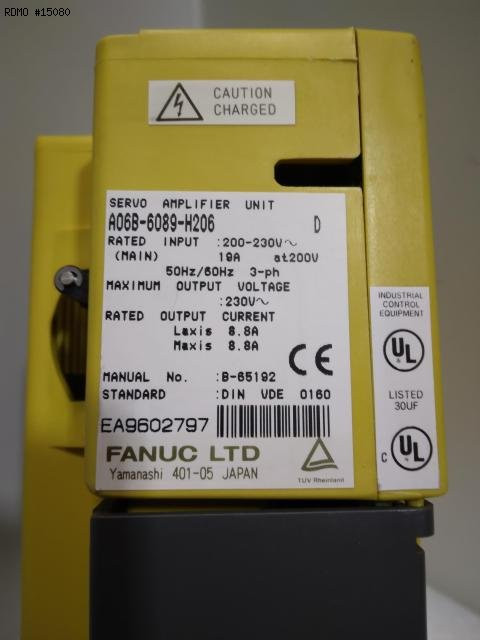 RDMO #15080
CAUTION
CHARGED
SERVO AMPLIFIER UNIT
A06B-6089-H206 D
RATED INPUT :200-230V~
(MAIN) 19A at200V
50Hz/60Hz 3-ph
MAXIMUM OUTPUT VOLTAGE
:230V~
RATED OUTPUT CURRENT
Laxis 8.8A
Maxis 8.8A
CE
MANUAL No. :B-65192
STANDARD :DIN VDE 0160
EA9602797
FANUC LTD
Yamanashi 401-05 JAPAN
TUV Rheinland
INDUSTRIAL
CONTROL
EQUIPMENT
UL
LISTED
30UF
C UL